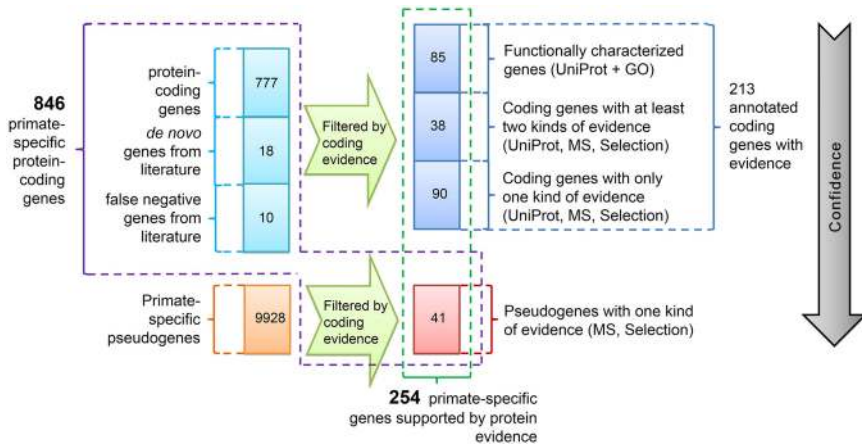 846
primate-
specific
protein-
coding
genes
protein-
coding
genes
777
de novo
genes from
literature
18
false negative
genes from
literature
10
Filtered by
coding
evidence
85
Functionally characterized
genes (UniProt + GO)
38
Coding genes with at least
two kinds of evidence
(UniProt, MS, Selection)
90
Coding genes with only
one kind of evidence
(UniProt, MS, Selection)
213
annotated
coding
genes with
evidence
Confidence
Primate-
specific
pseudogenes
9928
Filtered by
coding
evidence
41
Pseudogenes with one kind
of evidence (MS, Selection)
254 primate-specific
genes supported by protein
evidence